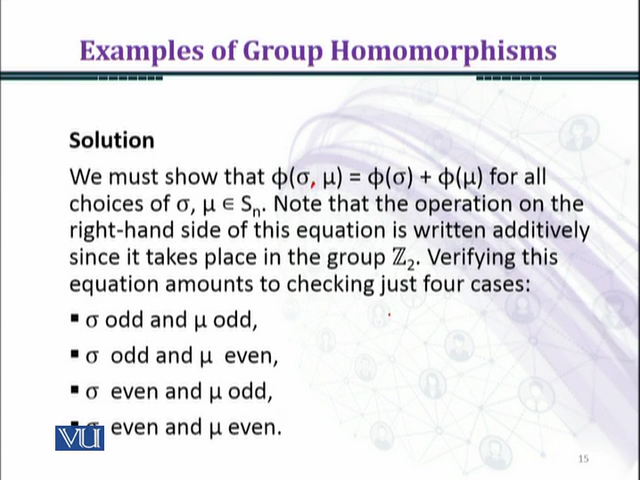 Examples of Group Homomorphisms
Solution
We must show that ϕ(σ, μ) = ϕ(σ) + ϕ(μ) for all
choices of σ, μ ∈ Sₙ. Note that the operation on the
right-hand side of this equation is written additively
since it takes place in the group ℤ₂. Verifying this
equation amounts to checking just four cases:
▪ σ odd and μ odd,
▪ σ odd and μ even,
▪ σ even and μ odd,
▪ σ even and μ even.
VU
15